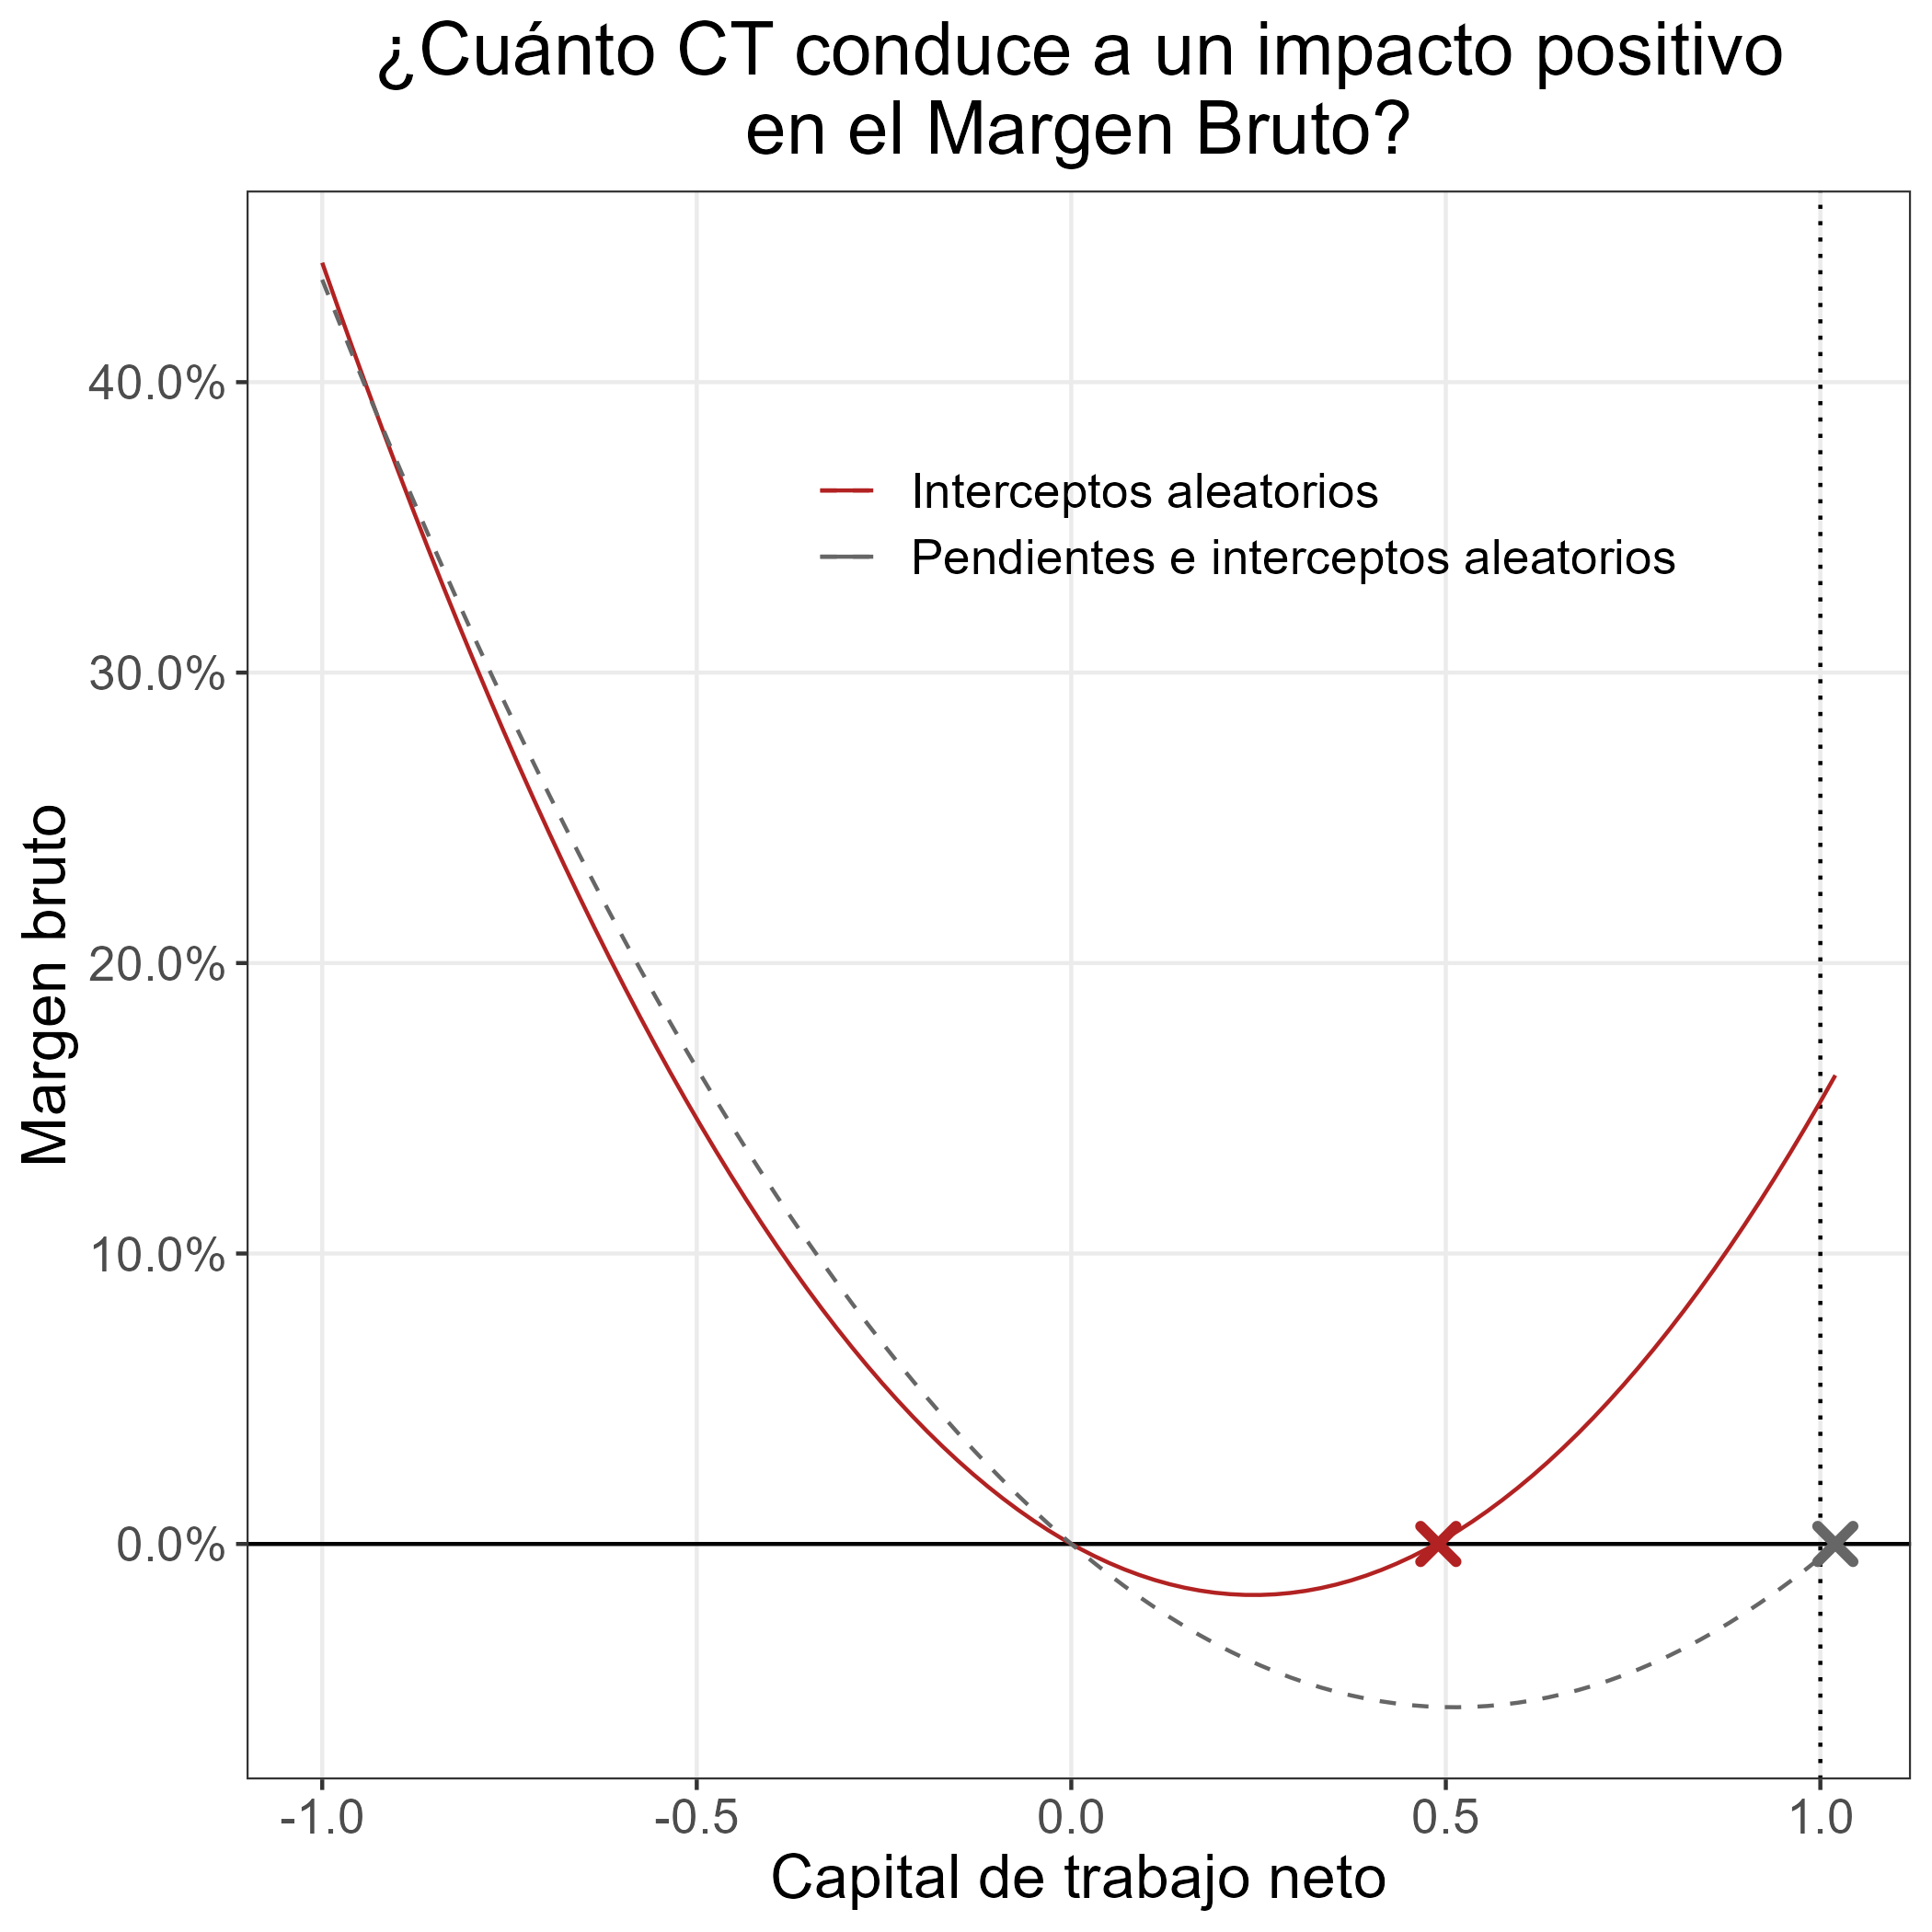 ¿Cuánto CT conduce a un impacto positivo
en el Margen Bruto?
Margen bruto
40.0%
30.0%
20.0%
10.0%
0.0%
Interceptos aleatorios
Pendientes e interceptos aleatorios
-1.0
-0.5
0.0
0.5
1.0
Capital de trabajo neto